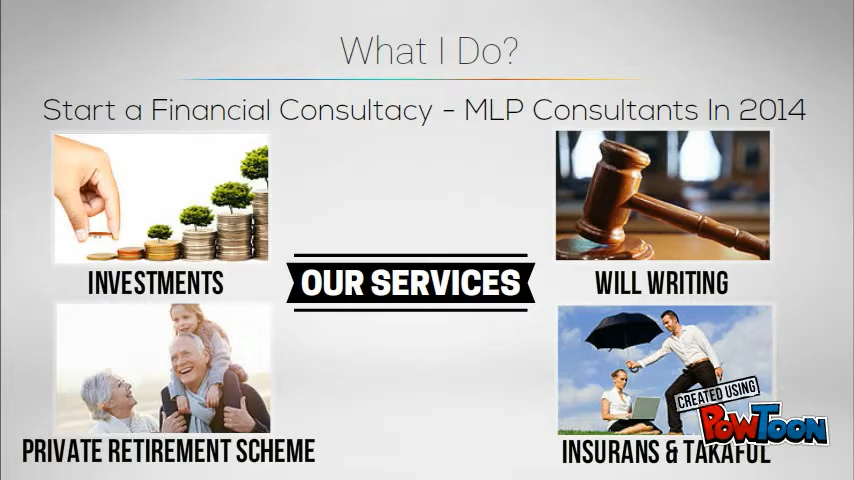 What I Do?
Start a Financial Consultacy - MLP Consultants In 2014
INVESTMENTS
OUR SERVICES
WILL WRITING
PRIVATE RETIREMENT SCHEME
INSURANS & TAKAFUL
CREATED USING
POWTOON